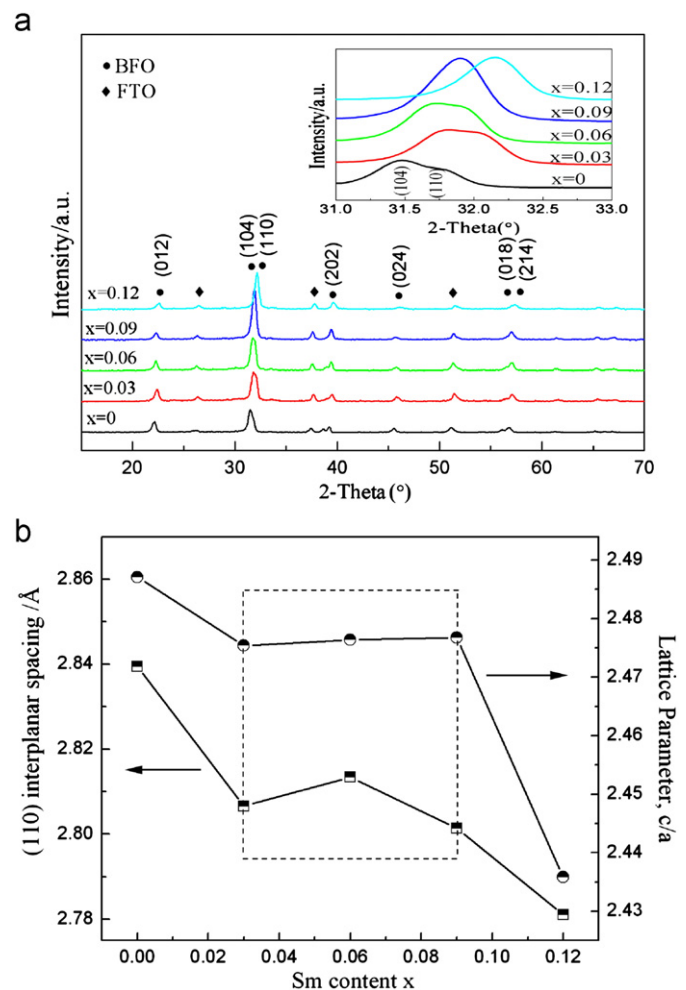 a
● BFO
◆ FTO
Intensity/a.u.
2-Theta (°)
(012)
(104)
(110)
(202)
(024)
(018)
(214)
x=0.12
x=0.09
x=0.06
x=0.03
x=0
20 30 40 50 60 70
Intensity/a.u.
x=0.12
x=0.09
x=0.06
x=0.03
x=0
(104)
(110)
31.0 31.5 32.0 32.5 33.0
2-Theta(°)
b
(110) interplanar spacing /Å
2.86
2.84
2.82
2.80
2.78
2.49
2.48
2.47
2.46
2.45
2.44
2.43
Lattice Parameter, c/a
0.00 0.02 0.04 0.06 0.08 0.10 0.12
Sm content x